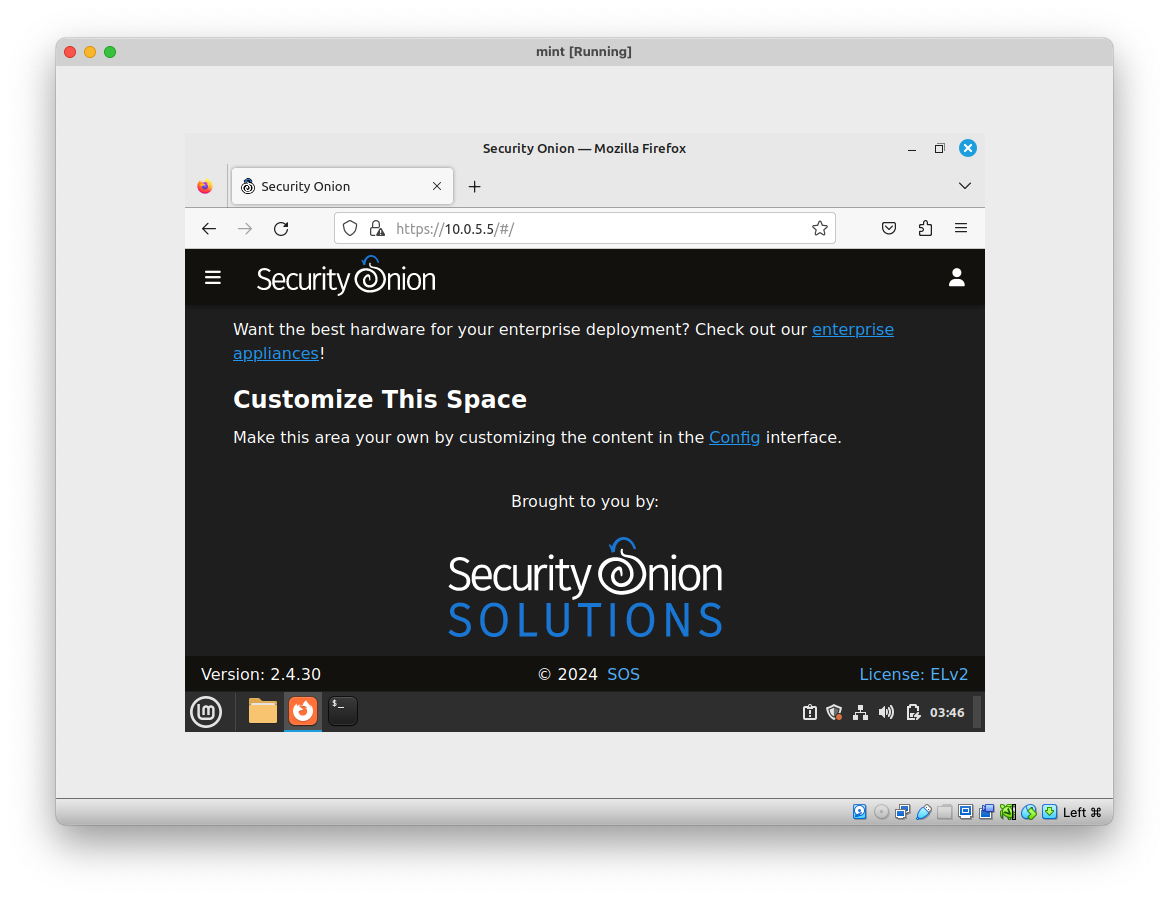 mint [Running]
Security Onion — Mozilla Firefox
Security Onion
https://10.0.5.5/#/
Security Onion
Want the best hardware for your enterprise deployment? Check out our enterprise
appliances!
Customize This Space
Make this area your own by customizing the content in the Config interface.
Brought to you by:
Security Onion
SOLUTIONS
Version: 2.4.30 © 2024 SOS License: ELv2
$_ 03:46
Left ⌘